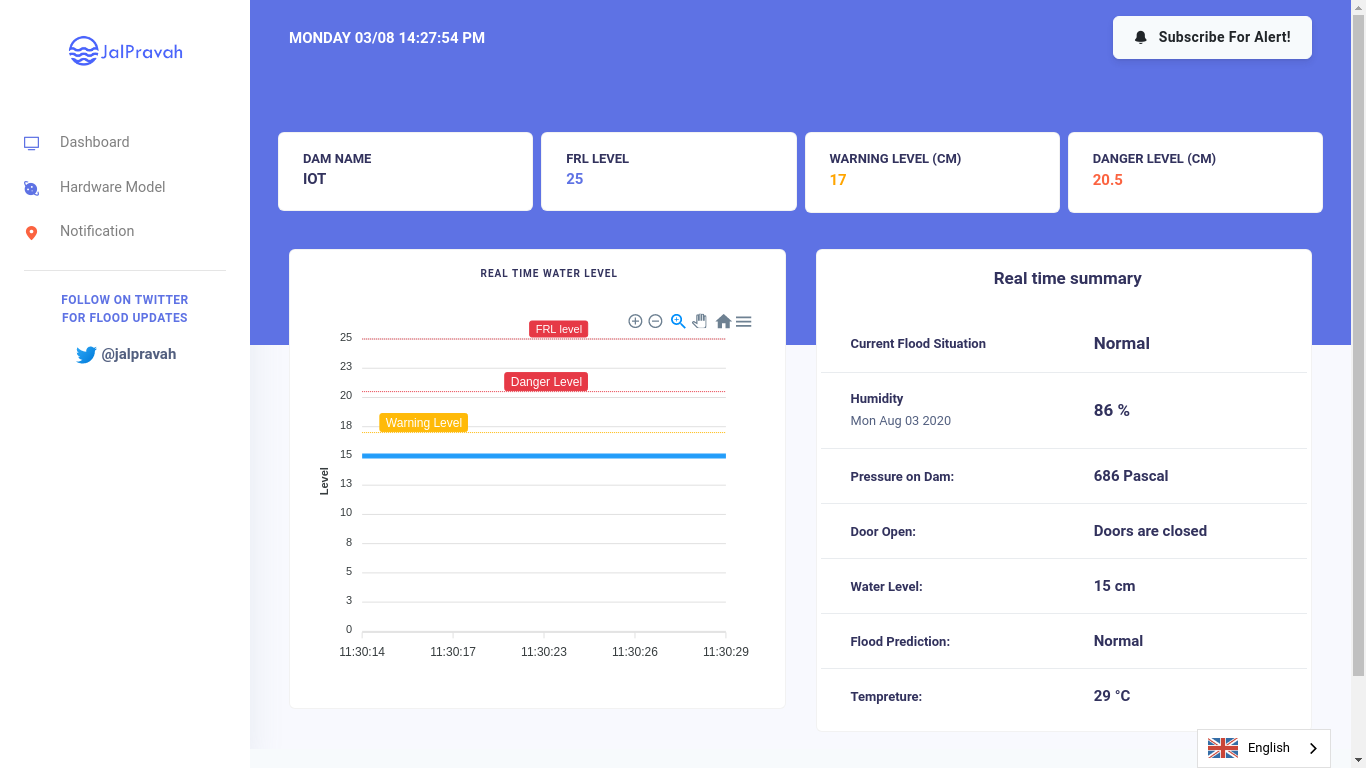 JalPravah
Dashboard
Hardware Model
Notification
FOLLOW ON TWITTER
FOR FLOOD UPDATES
@jalpravah
MONDAY 03/08 14:27:54 PM
Subscribe For Alert!
DAM NAME
IOT
FRL LEVEL
25
WARNING LEVEL (CM)
17
DANGER LEVEL (CM)
20.5
REAL TIME WATER LEVEL
FRL level
Danger Level
Warning Level
Level
25
23
20
18
15
13
10
8
5
3
0
11:30:14 11:30:17 11:30:23 11:30:26 11:30:29
Real time summary
Current Flood Situation Normal
Humidity
Mon Aug 03 2020
86 %
Pressure on Dam: 686 Pascal
Door Open: Doors are closed
Water Level: 15 cm
Flood Prediction: Normal
Tempreture: 29 °C
English